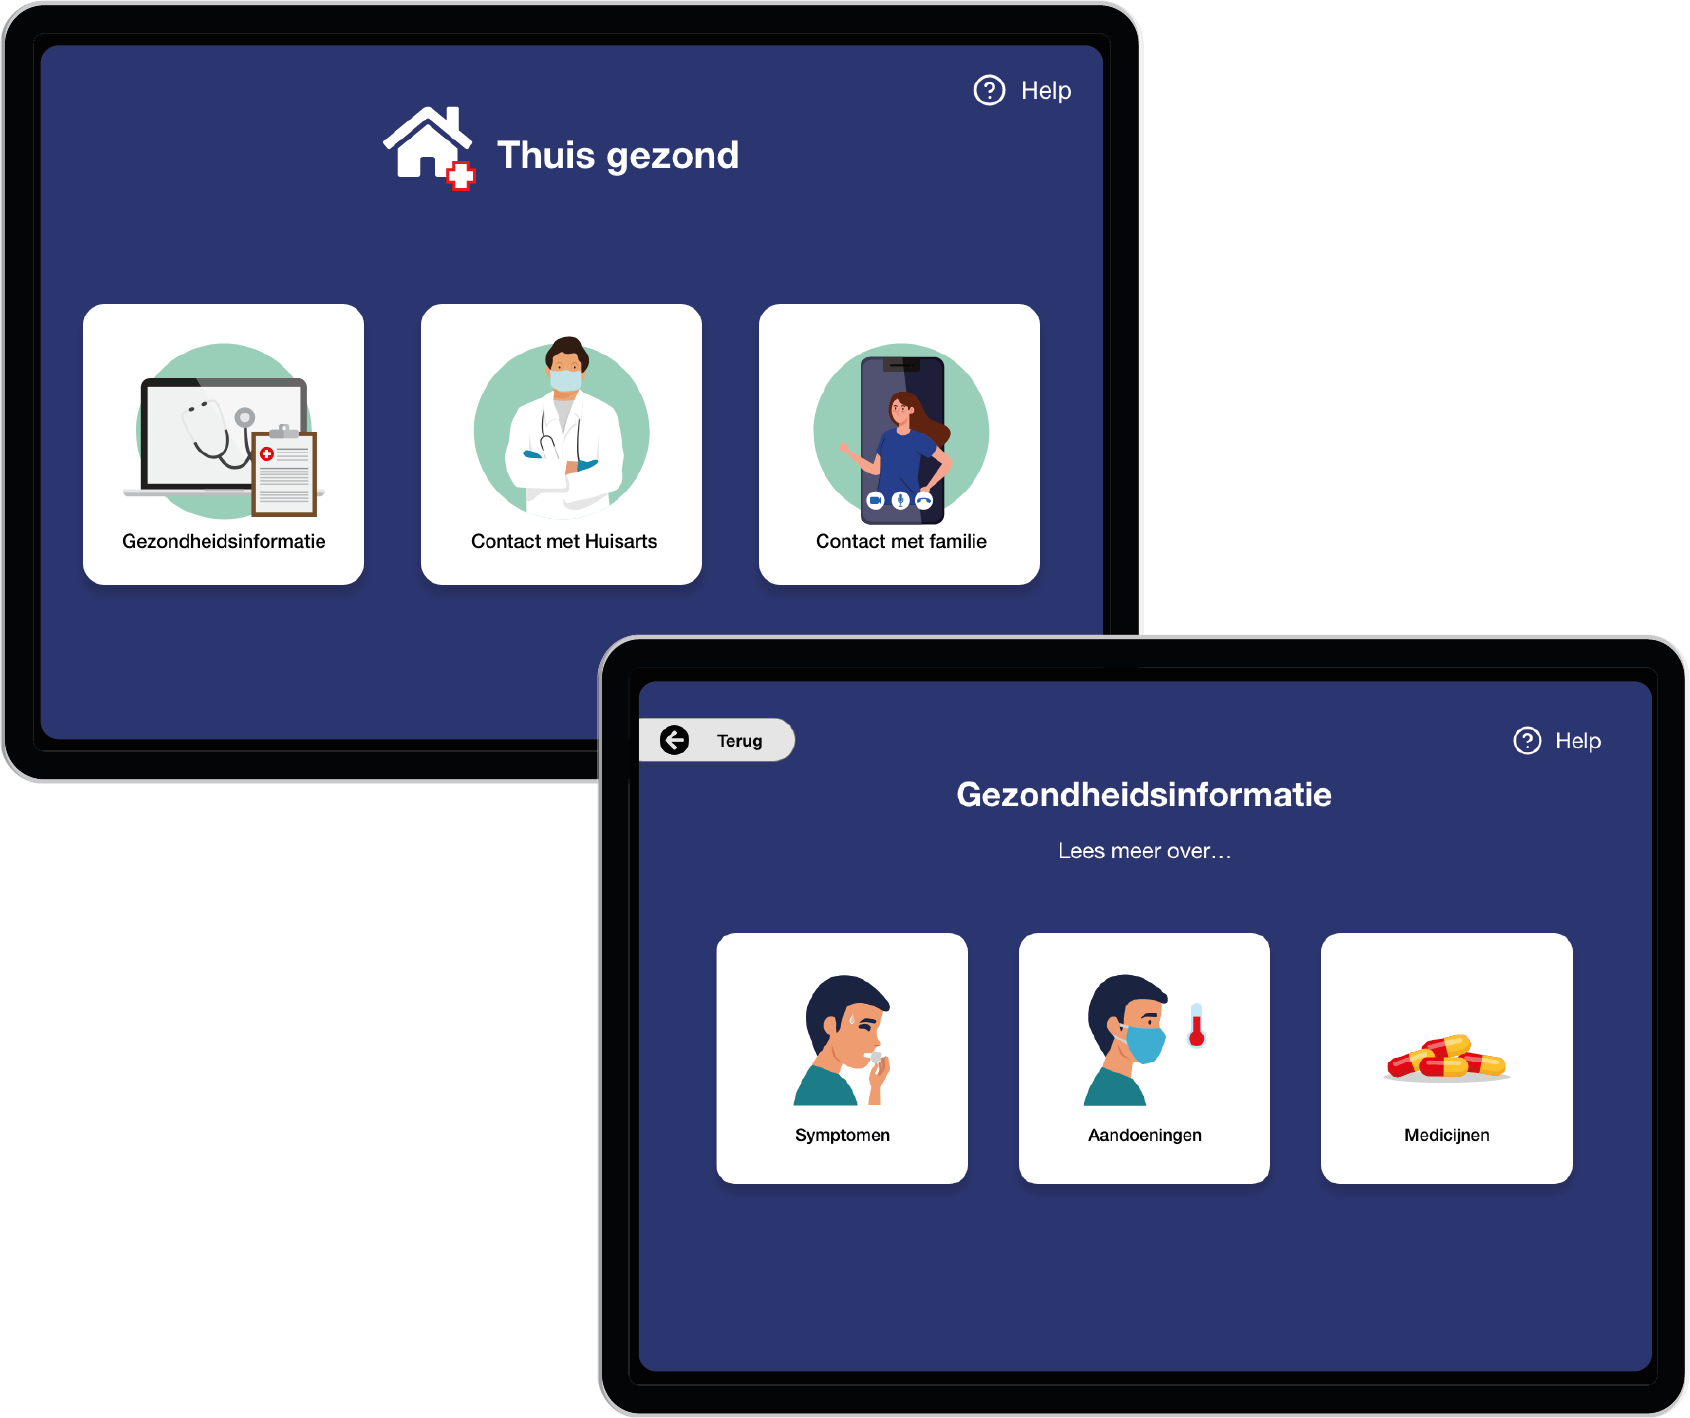 Help
Thuis gezond
Gezondheidsinformatie
Contact met Huisarts
Contact met familie
Terug
Help
Gezondheidsinformatie
Lees meer over...
Symptomen
Aandoeningen
Medicijnen